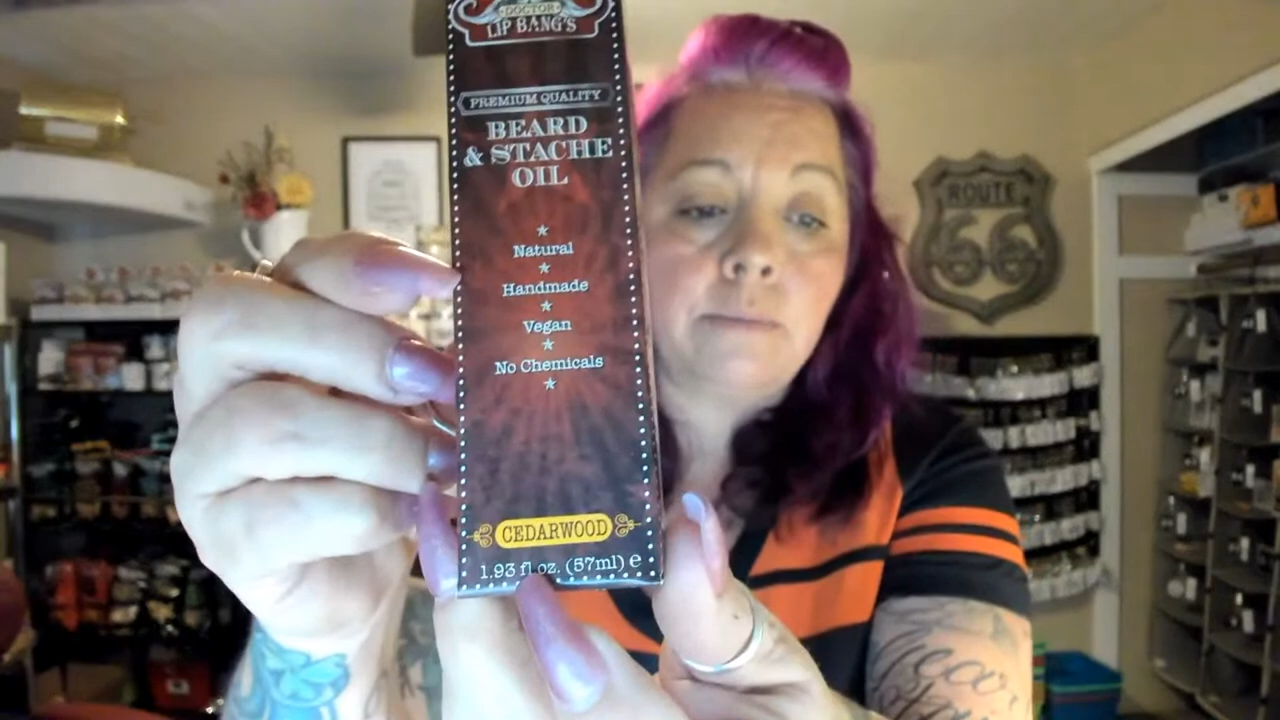 DOCTOR
LIP BANG'S
PREMIUM QUALITY
BEARD
& STACHE
OIL
Natural
Handmade
Vegan
No Chemicals
CEDARWOOD
1.93 fl oz. (57ml) e
ROUTE
66